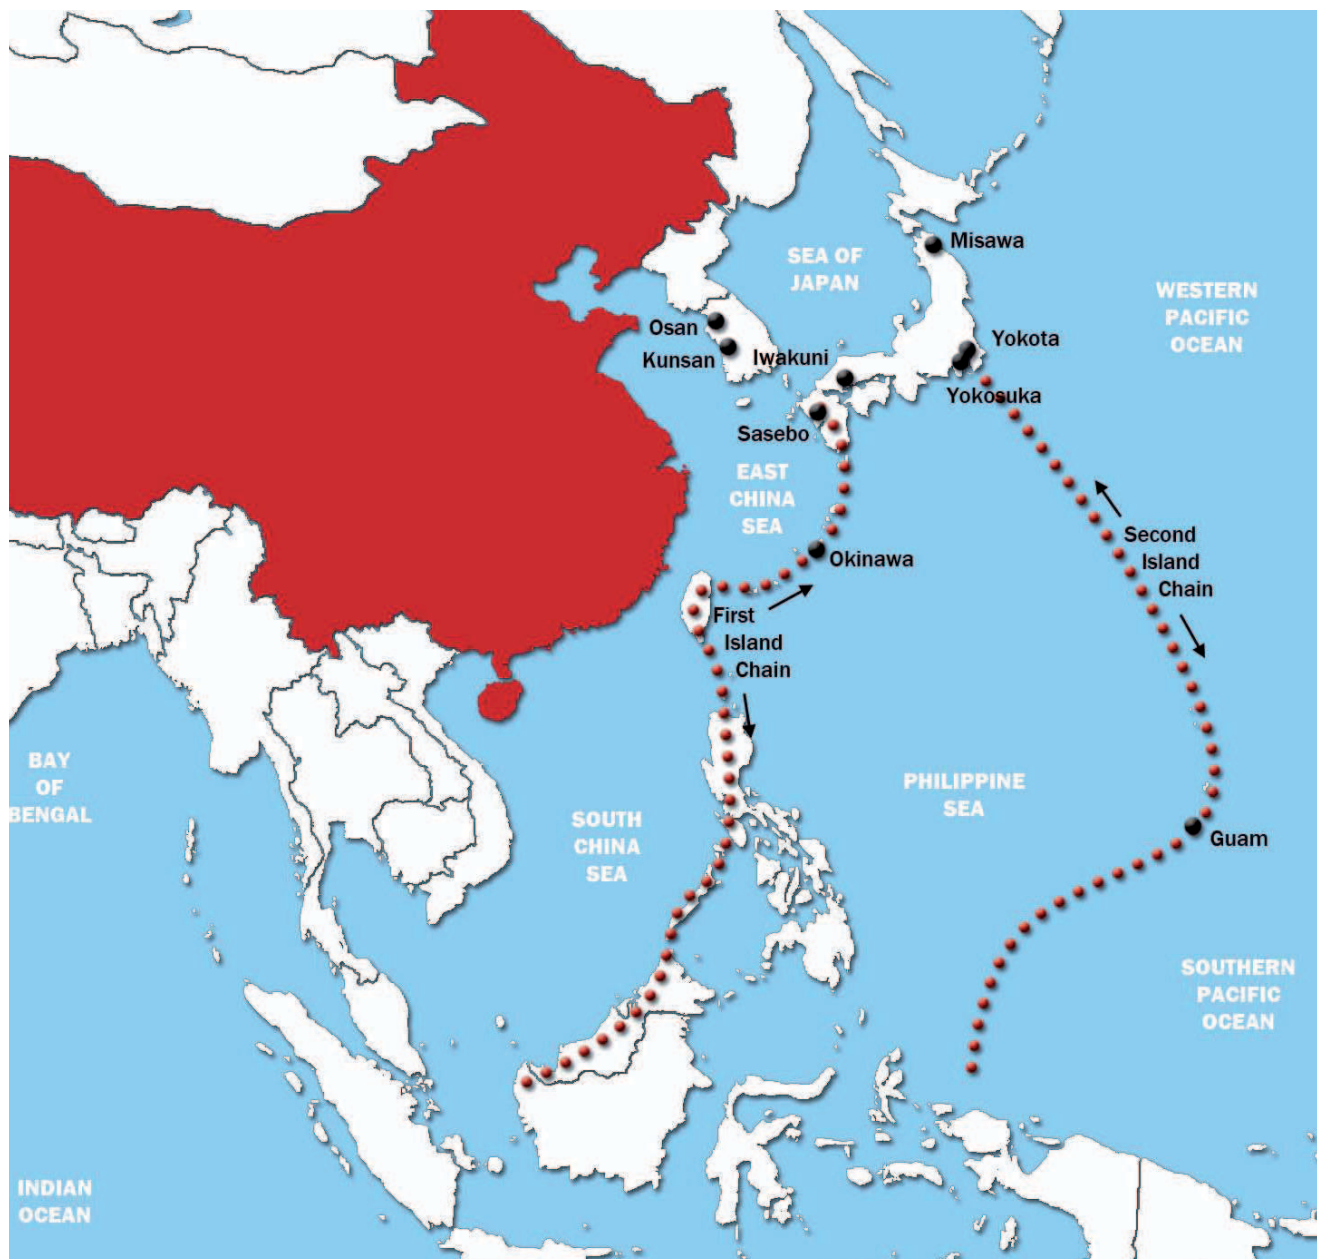 Misawa
SEA OF
JAPAN
WESTERN
PACIFIC
OCEAN
Osan
Kunsan
Iwakuni
Yokota
Yokosuka
Sasebo
EAST
CHINA
SEA
Second
Island
Chain
Okinawa
First
Island
Chain
BAY
OF
BENGAL
PHILIPPINE
SEA
SOUTH
CHINA
SEA
Guam
SOUTHERN
PACIFIC
OCEAN
INDIAN
OCEAN